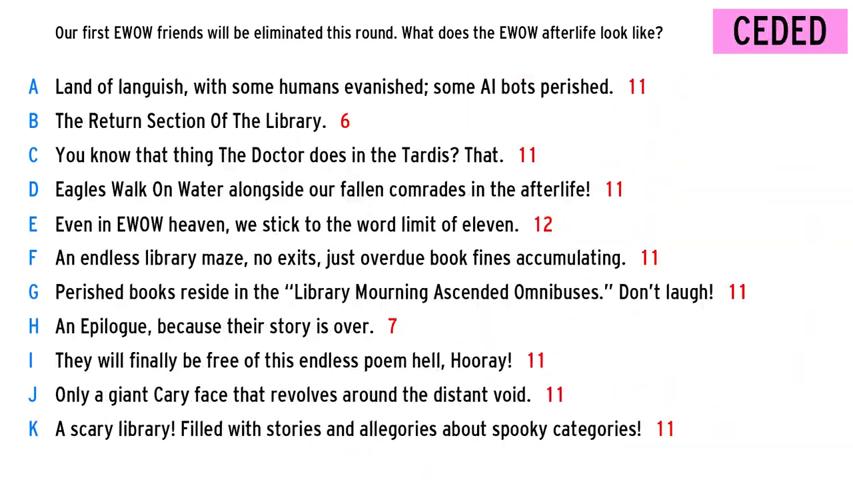 Our first EWOW friends will be eliminated this round. What does the EWOW afterlife look like?
CEDED
A Land of languish, with some humans evanished; some AI bots perished. 11
B The Return Section Of The Library. 6
C You know that thing The Doctor does in the Tardis? That. 11
D Eagles Walk On Water alongside our fallen comrades in the afterlife! 11
E Even in EWOW heaven, we stick to the word limit of eleven. 12
F An endless library maze, no exits, just overdue book fines accumulating. 11
G Perished books reside in the “Library Mourning Ascended Omnibuses.” Don’t laugh! 11
H An Epilogue, because their story is over. 7
I They will finally be free of this endless poem hell, Hooray! 11
J Only a giant Cary face that revolves around the distant void. 11
K A scary library! Filled with stories and allegories about spooky categories! 11